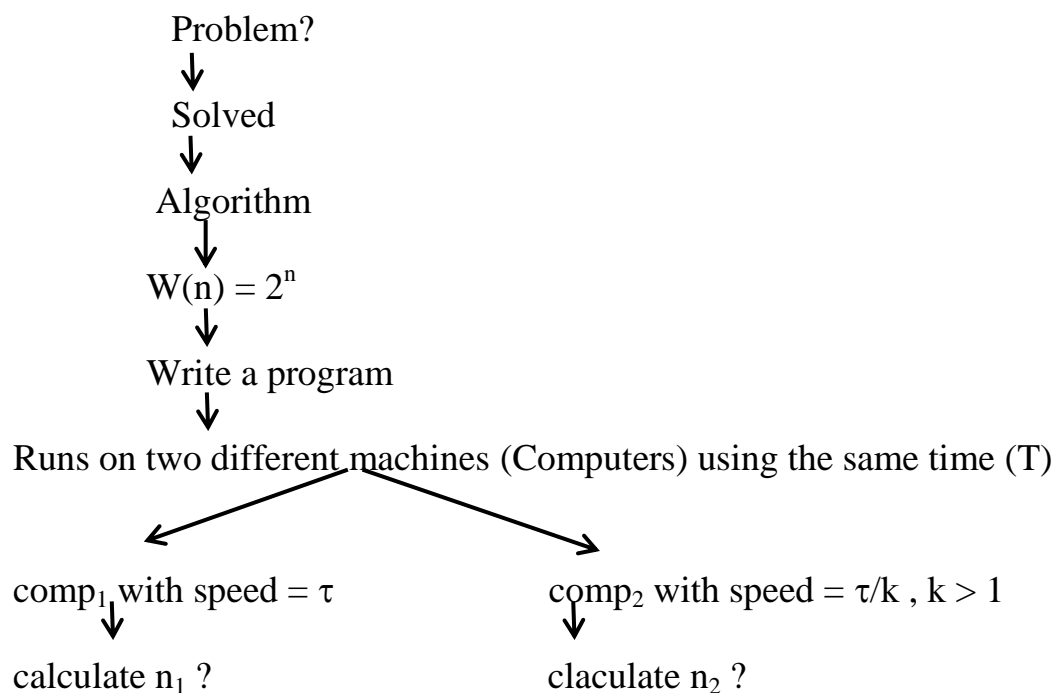 Problem?
Solved
Algorithm
W(n) = 2ⁿ
Write a program
Runs on two different machines (Computers) using the same time (T)
comp₁ with speed = τ comp₂ with speed = τ/k , k > 1
calculate n₁ ? claculate n₂ ?